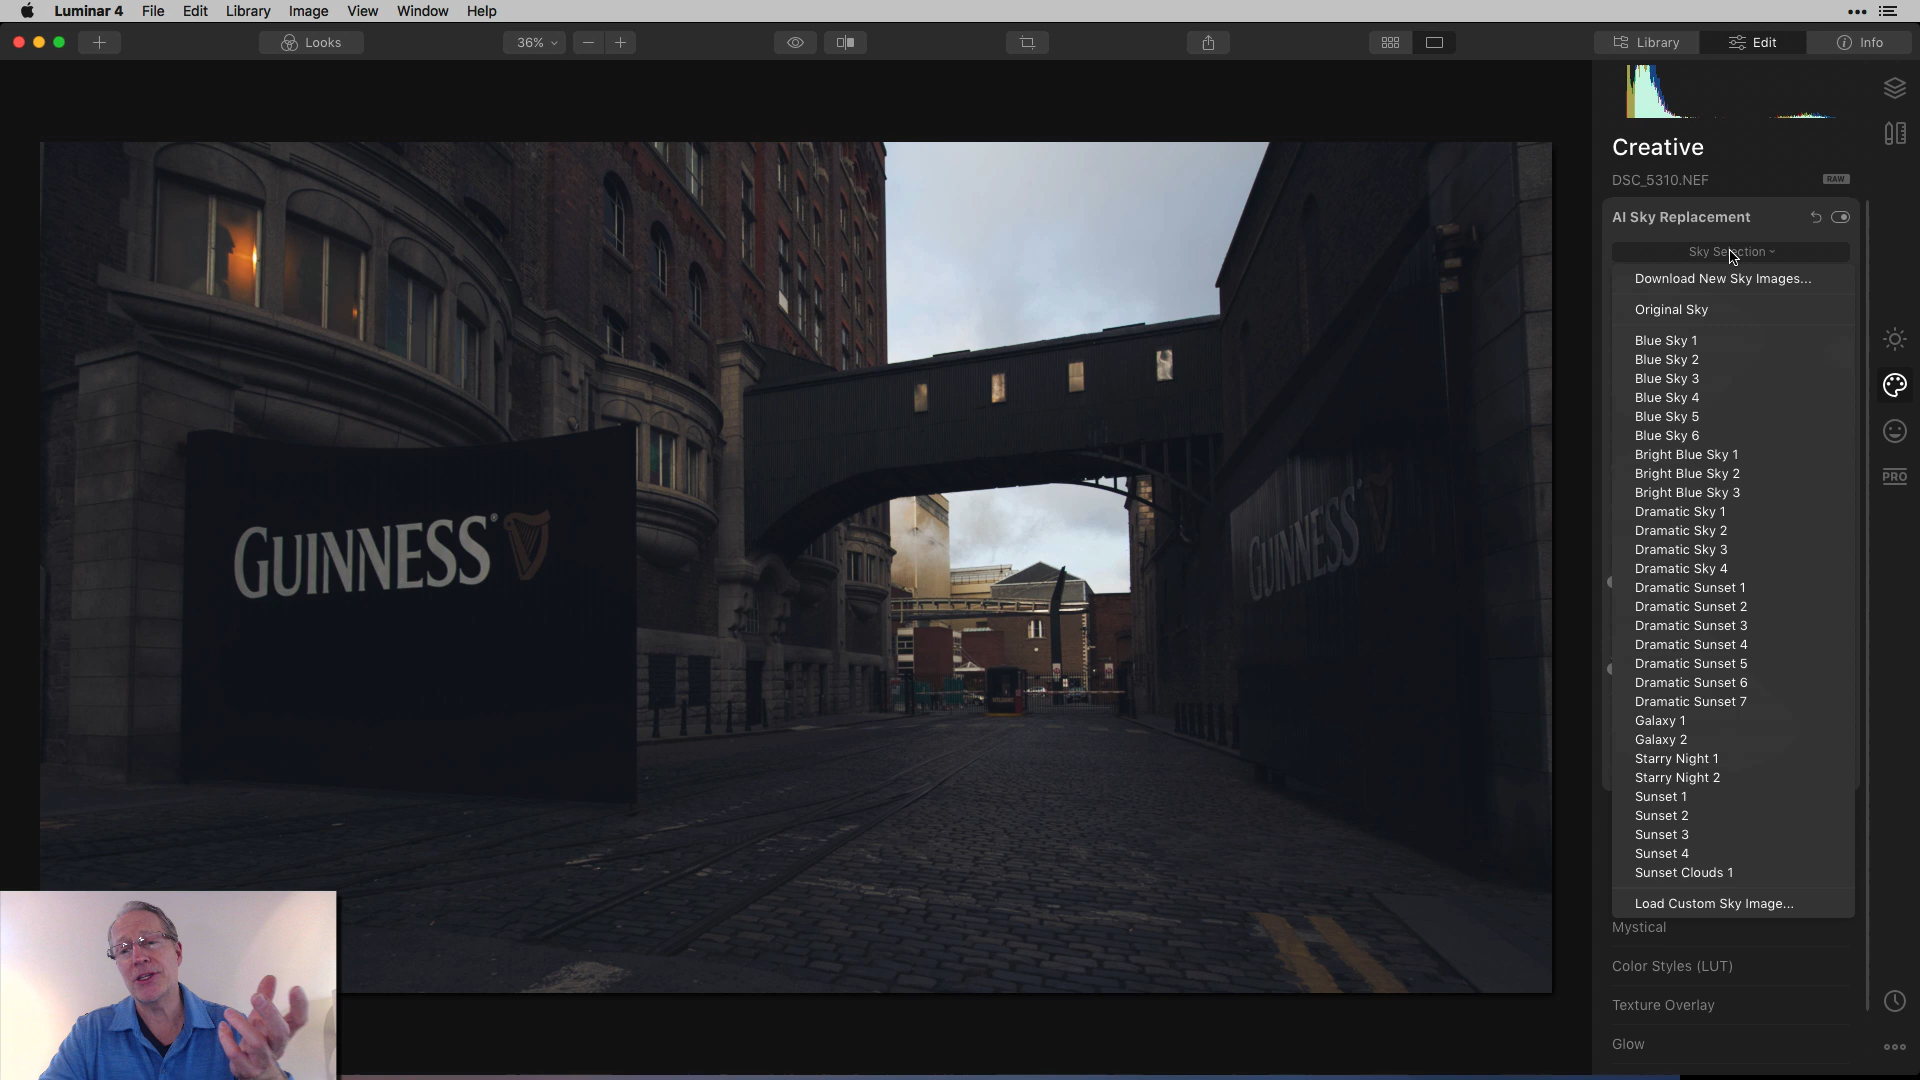 Luminar 4 File Edit Library Image View Window Help
Looks 36% Library Edit Info
Creative
DSC_5310.NEF RAW
AI Sky Replacement
Sky Selection
Download New Sky Images...
Original Sky
Blue Sky 1
Blue Sky 2
Blue Sky 3
Blue Sky 4
Blue Sky 5
Blue Sky 6
Bright Blue Sky 1
Bright Blue Sky 2
Bright Blue Sky 3
Dramatic Sky 1
Dramatic Sky 2
Dramatic Sky 3
Dramatic Sky 4
Dramatic Sunset 1
Dramatic Sunset 2
Dramatic Sunset 3
Dramatic Sunset 4
Dramatic Sunset 5
Dramatic Sunset 6
Dramatic Sunset 7
Galaxy 1
Galaxy 2
Starry Night 1
Starry Night 2
Sunset 1
Sunset 2
Sunset 3
Sunset 4
Sunset Clouds 1
Load Custom Sky Image...
Mystical
Color Styles (LUT)
Texture Overlay
Glow
PRO
GUINNESS®
GUINNESS